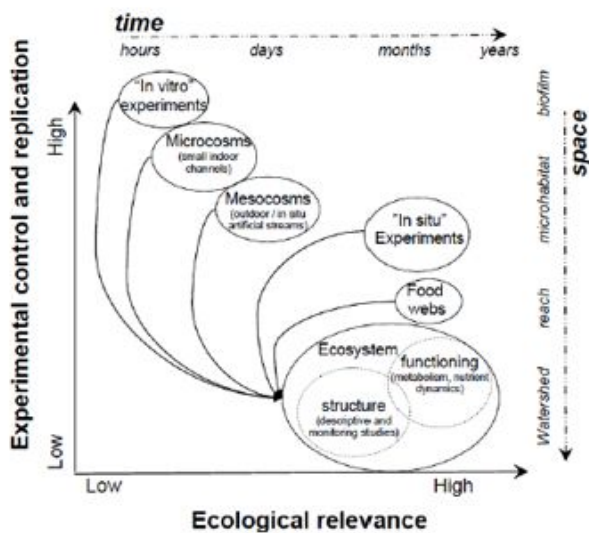 time
hours days months years
Experimental control and replication
High
Low
"In vitro"
experiments
Microcosms
(small indoor
channels)
Mesocosms
(outdoor / in situ
artificial streams)
"In situ"
Experiments
Food
webs
Ecosystem
functioning
(metabolism, nutrient
dynamics)
structure
(descriptive and
monitoring studies)
biofilm
microhabitat
reach
Watershed
space
Low High
Ecological relevance